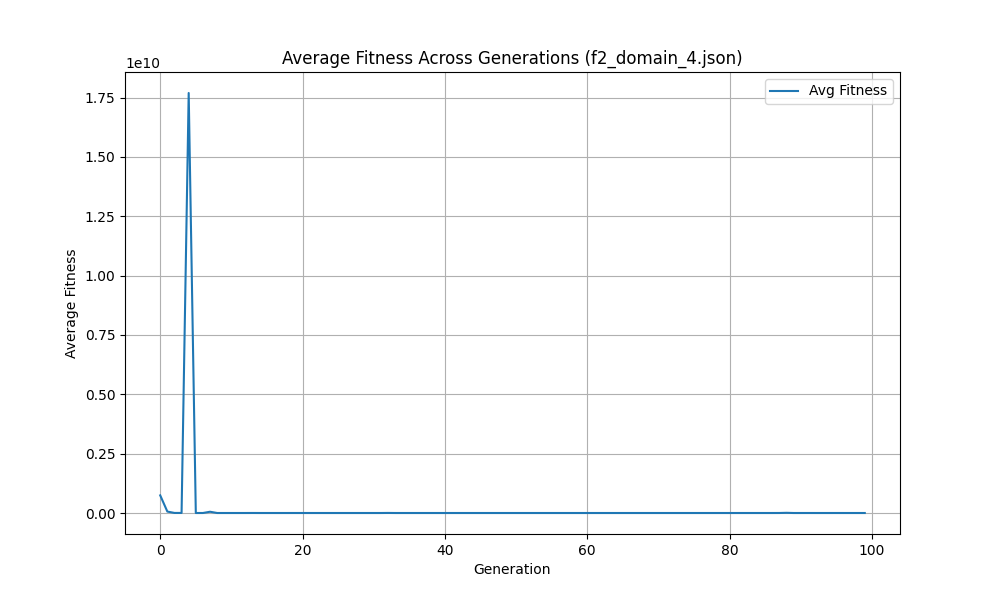 Average Fitness Across Generations (f2_domain_4.json)
1e10
Avg Fitness
1.75
1.50
1.25
1.00
0.75
0.50
0.25
0.00
Average Fitness
0 20 40 60 80 100
Generation